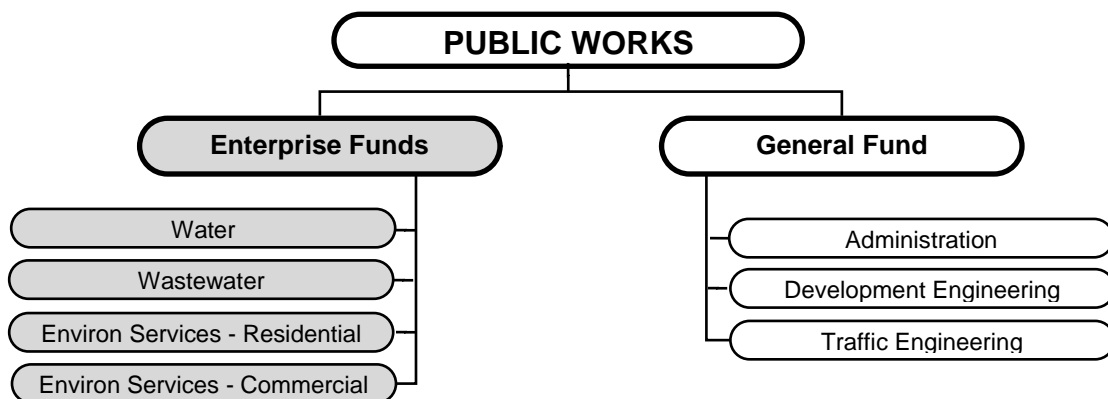 PUBLIC WORKS
Enterprise Funds
General Fund
Water
Wastewater
Environ Services - Residential
Environ Services - Commercial
Administration
Development Engineering
Traffic Engineering